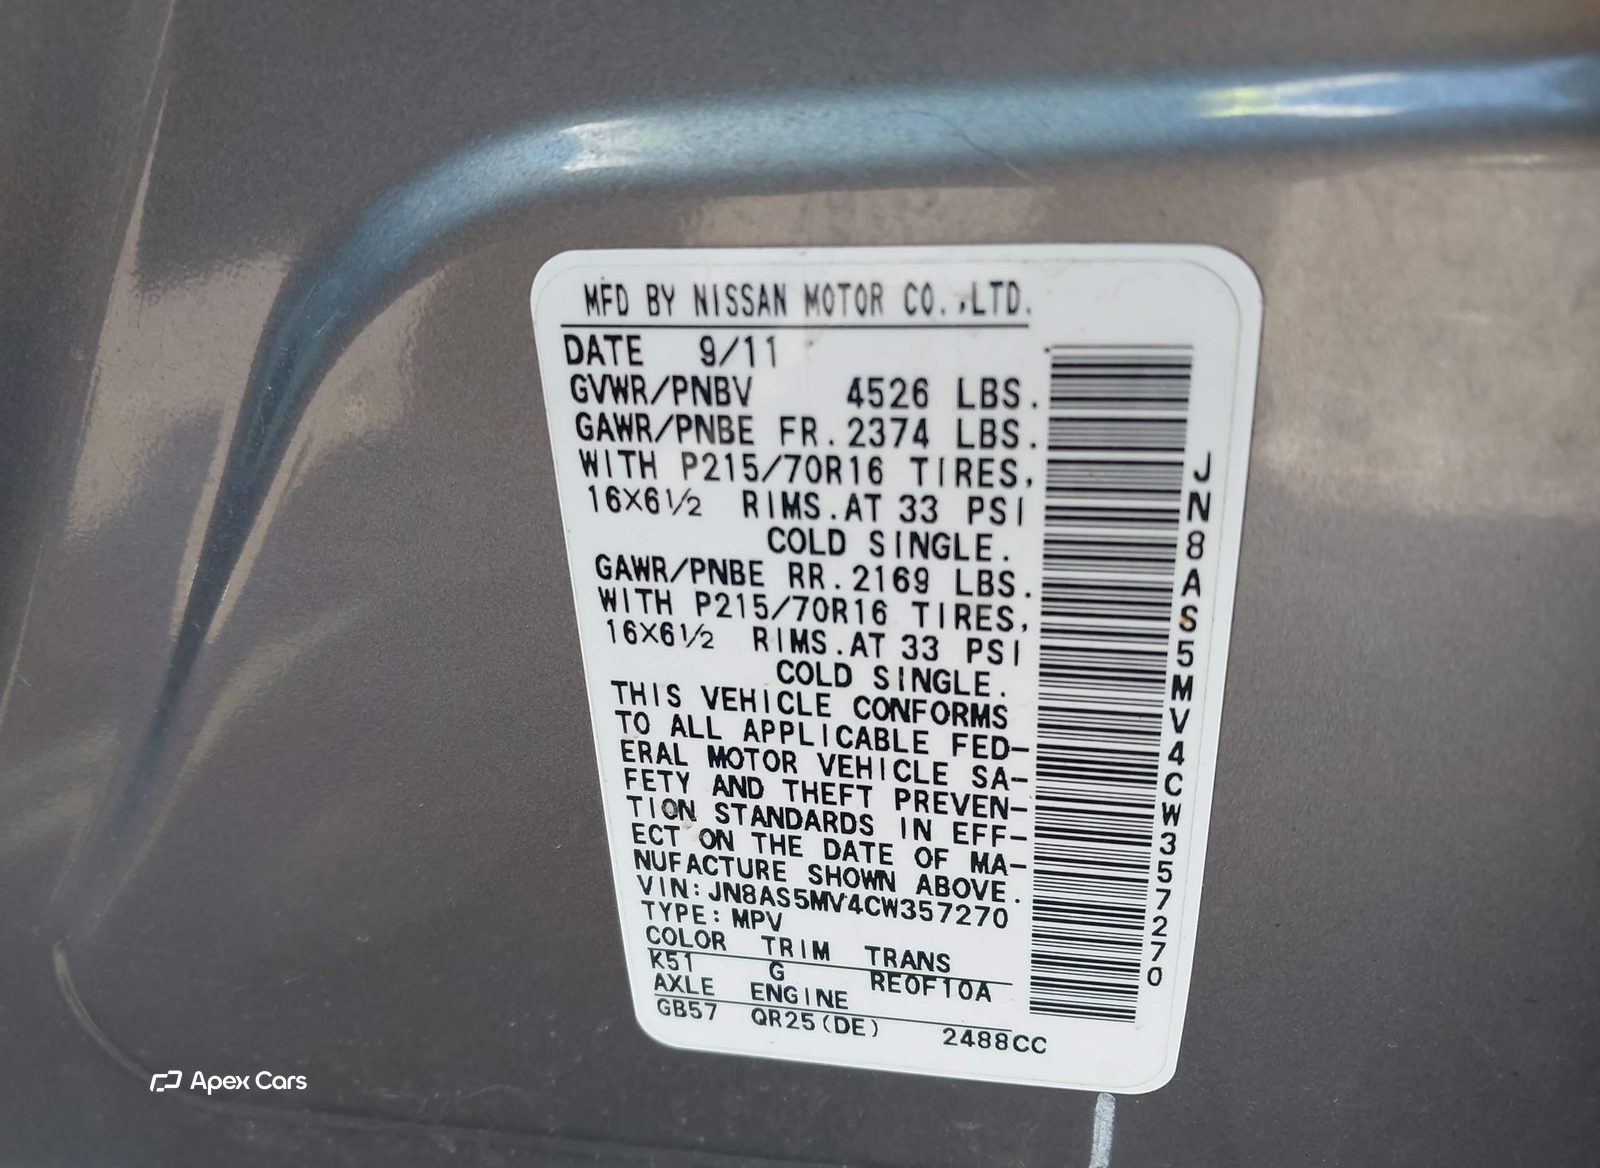 MFD BY NISSAN MOTOR CO.,LTD.
DATE 9/11
GVWR/PNBV 4526 LBS.
GAWR/PNBE FR.2374 LBS.
WITH P215/70R16 TIRES,
16X6½ RIMS.AT 33 PSI
COLD SINGLE.
GAWR/PNBE RR.2169 LBS.
WITH P215/70R16 TIRES,
16X6½ RIMS.AT 33 PSI
COLD SINGLE.
THIS VEHICLE CONFORMS
TO ALL APPLICABLE FED-
ERAL MOTOR VEHICLE SA-
FETY AND THEFT PREVEN-
TION STANDARDS IN EFF-
ECT ON THE DATE OF MA-
NUFACTURE SHOWN ABOVE.
VIN:JN8AS5MV4CW357270
TYPE:MPV
COLOR TRIM TRANS
K51 G RE0F10A
AXLE ENGINE
GB57 QR25(DE) 2488CC
JN8AS5MV4CW357270
Apex Cars